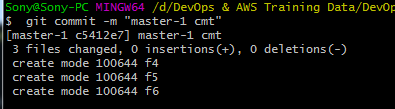 Sony@Sony-PC MINGW64 /d/DevOps & AWS Training Data/DevO
$ git commit -m "master-1 cmt"
[master-1 c5412e7] master-1 cmt
3 files changed, 0 insertions(+), 0 deletions(-)
create mode 100644 f4
create mode 100644 f5
create mode 100644 f6